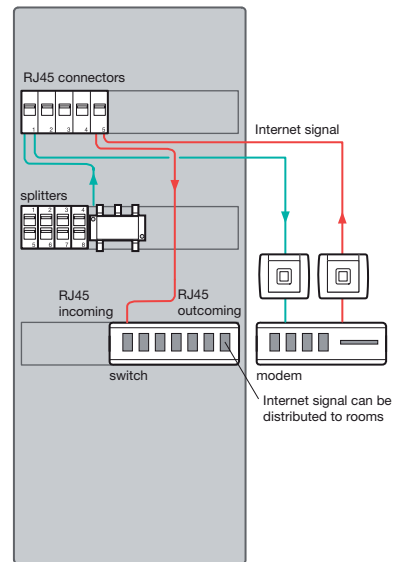 RJ45 connectors
1 2 3 4 5
Internet signal
splitters
1 2 3 4
5 6 7 8
RJ45
incoming
RJ45
outcoming
switch
modem
Internet signal can be
distributed to rooms